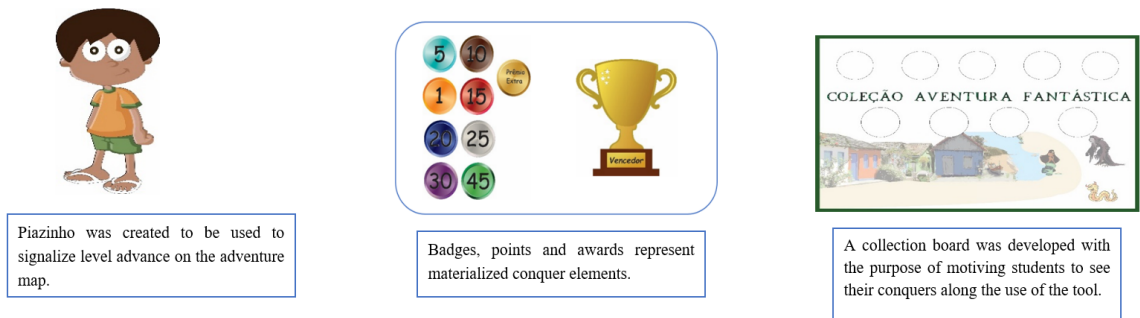 5
10
Prêmio
Extra
1
15
20
25
30
45
Vencedor
COLEÇÃO AVENTURA FANTÁSTICA
Piazinho was created to be used to
signalize level advance on the adventure
map.
Badges, points and awards represent
materialized conquer elements.
A collection board was developed with
the purpose of motiving students to see
their conquers along the use of the tool.